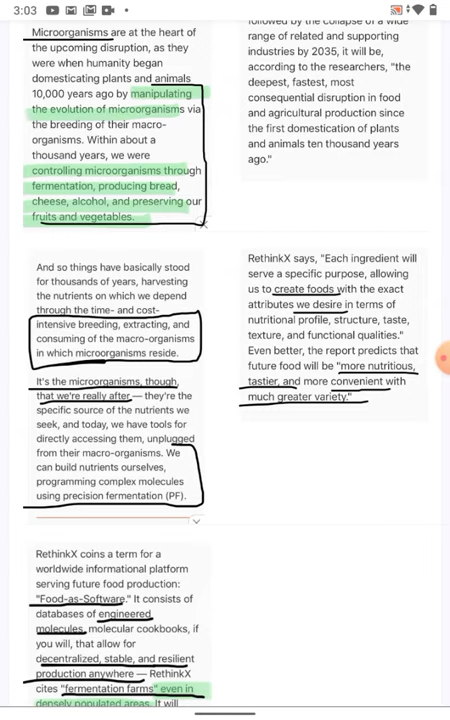 3:03
Microorganisms are at the heart of
the upcoming disruption, as they
were when humanity began
domesticating plants and animals
10,000 years ago by manipulating
the evolution of microorganisms via
the breeding of their macro-
organisms. Within about a
thousand years, we were
controlling microorganisms through
fermentation, producing bread,
cheese, alcohol, and preserving our
fruits and vegetables.
followed by the collapse of a wide
range of related and supporting
industries by 2035, it will be,
according to the researchers, "the
deepest, fastest, most
consequential disruption in food
and agricultural production since
the first domestication of plants
and animals ten thousand years
ago."
And so things have basically stood
for thousands of years, harvesting
the nutrients on which we depend
through the time- and cost-
intensive breeding, extracting, and
consuming of the macro-organisms
in which microorganisms reside.
It's the microorganisms, though,
that we're really after — they're the
specific source of the nutrients we
seek, and today, we have tools for
directly accessing them, unplugged
from their macro-organisms. We
can build nutrients ourselves,
programming complex molecules
using precision fermentation (PF).
RethinkX says, "Each ingredient will
serve a specific purpose, allowing
us to create foods with the exact
attributes we desire in terms of
nutritional profile, structure, taste,
texture, and functional qualities."
Even better, the report predicts that
future food will be "more nutritious,
tastier, and more convenient with
much greater variety."
RethinkX coins a term for a
worldwide informational platform
serving future food production:
"Food-as-Software." It consists of
databases of engineered
molecules, molecular cookbooks, if
you will, that allow for
decentralized, stable, and resilient
production anywhere — RethinkX
cites "fermentation farms" even in
densely populated areas. It will